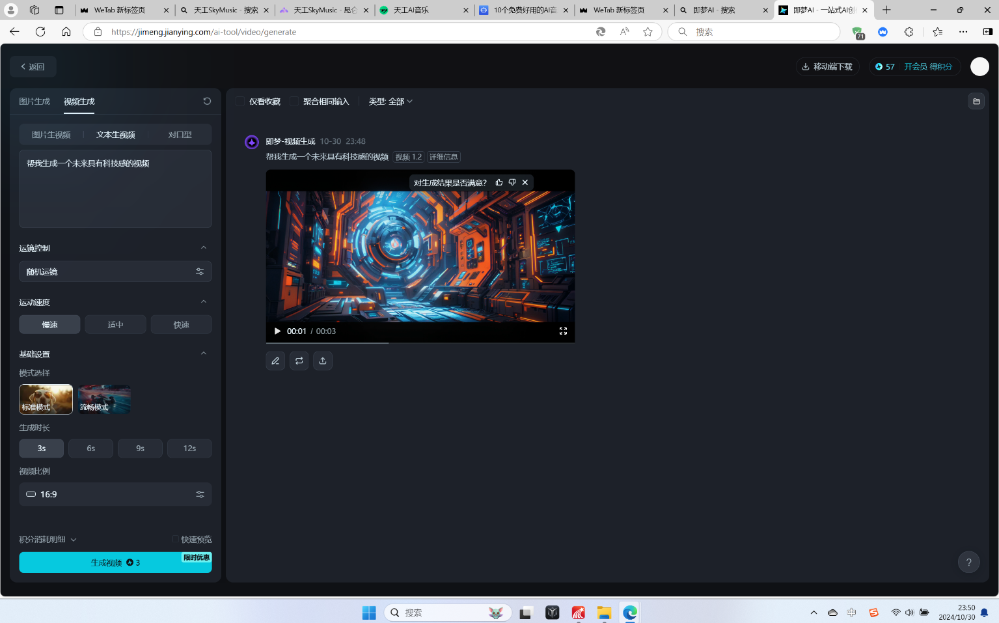 WeTab 新标签页
天工SkyMusic - 搜索
天工SkyMusic - 昆仑
天工AI音乐
10个免费好用的AI音
WeTab 新标签页
即梦AI - 搜索
即梦AI - 一站式AI创
https://jimeng.jianying.com/ai-tool/video/generate
搜索
71
返回
移动端下载
57 开会员 得积分
图片生成 视频生成
仅看收藏 聚合相同输入 类型: 全部
图片生视频 文本生视频 对口型
帮我生成一个未来具有科技感的视频
即梦-视频生成 10-30 23:48
帮我生成一个未来具有科技感的视频 视频 1.2 详细信息
对生成结果是否满意?
00:01 / 00:03
运镜控制
随机运镜
运动速度
慢速 适中 快速
基础设置
模式选择
标准模式 流畅模式
生成时长
3s 6s 9s 12s
视频比例
16:9
积分消耗明细 快速预览
生成视频 3
限时优惠
?
搜索
中
23:50
2024/10/30